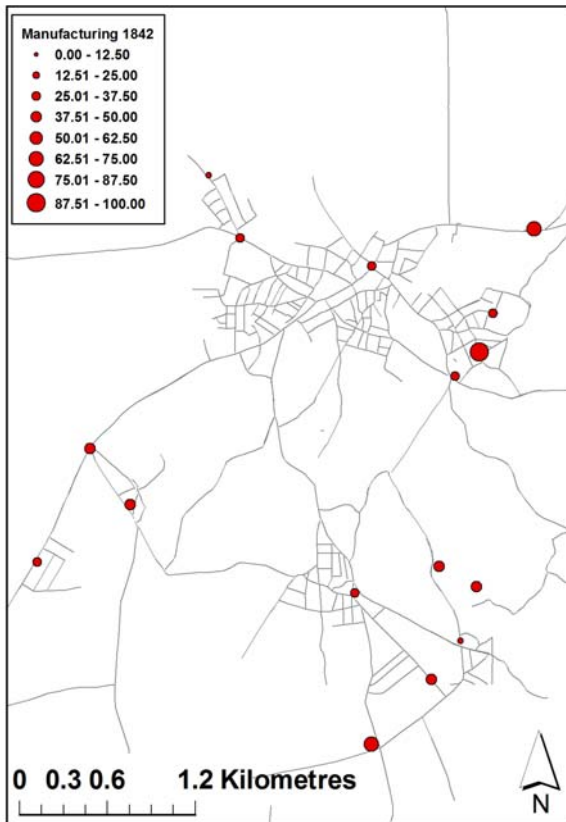 Manufacturing 1842
0.00 - 12.50
12.51 - 25.00
25.01 - 37.50
37.51 - 50.00
50.01 - 62.50
62.51 - 75.00
75.01 - 87.50
87.51 - 100.00
0 0.3 0.6 1.2 Kilometres
N